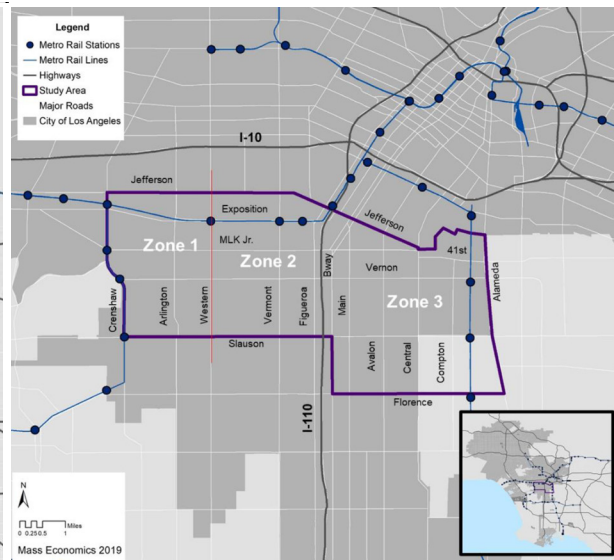 Legend
Metro Rail Stations
Metro Rail Lines
Highways
Study Area
Major Roads
City of Los Angeles
I-10
Jefferson
Exposition
Jefferson
MLK Jr.
Zone 1
Zone 2
41st
Bway
Vernon
Alameda
Crenshaw
Arlington
Western
Vermont
Figueroa
Main
Zone 3
Slauson
Avalon
Central
Compton
Florence
I-110
N
0 0.25 0.5 1
Miles
Mass Economics 2019